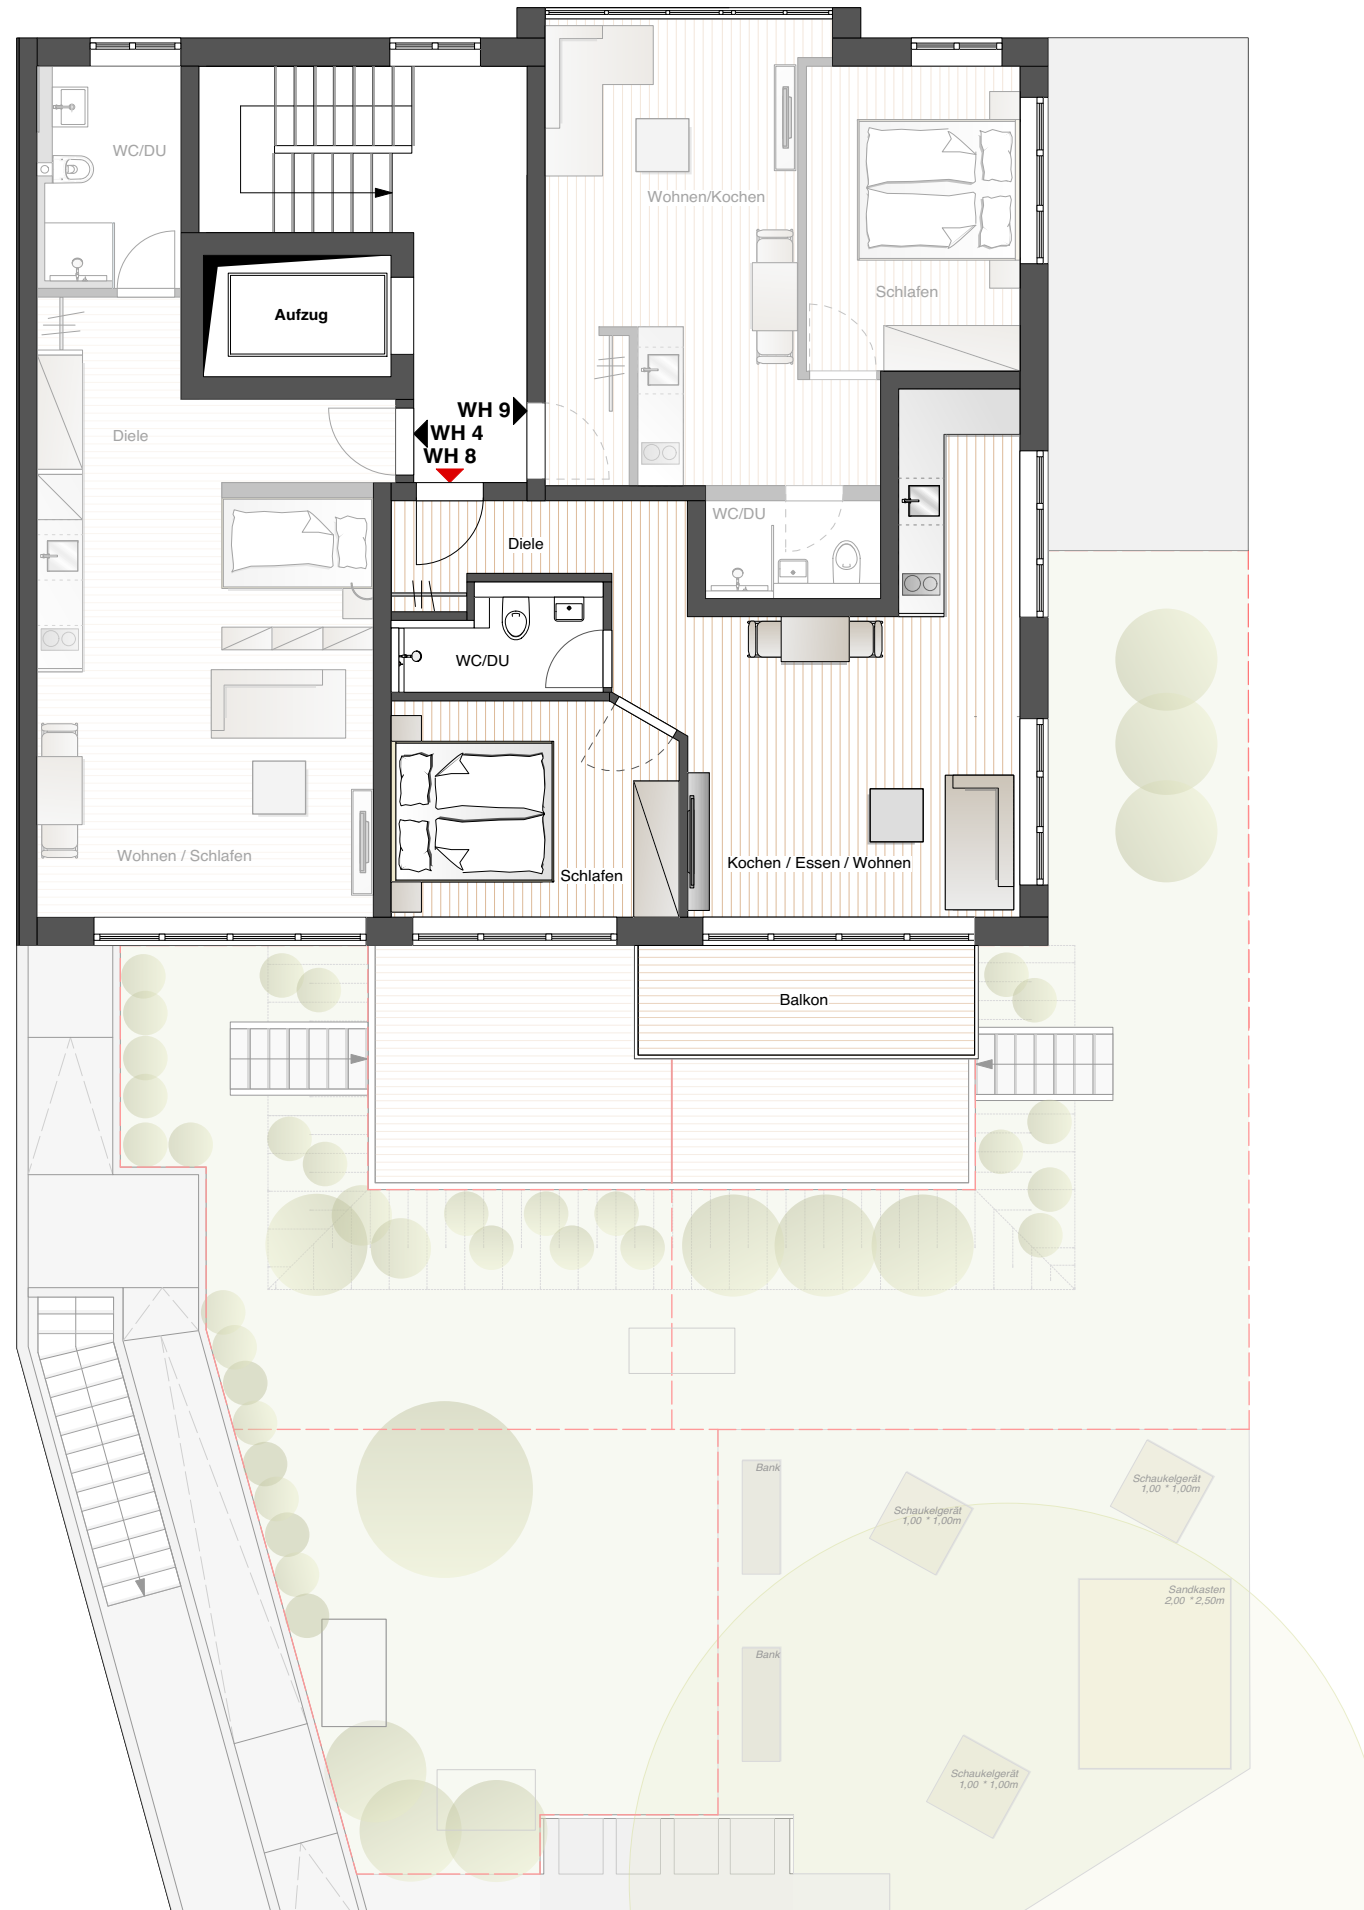 WC/DU
Wohnen/Kochen
Schlafen
Aufzug
WH 9
WH 4
WH 8
Diele
WC/DU
Diele
WC/DU
Wohnen / Schlafen
Schlafen
Kochen / Essen / Wohnen
Balkon
Bank
Schaukelgerät
1,00 * 1,00m
Schaukelgerät
1,00 * 1,00m
Sandkasten
2,00 * 2,50m
Bank
Schaukelgerät
1,00 * 1,00m